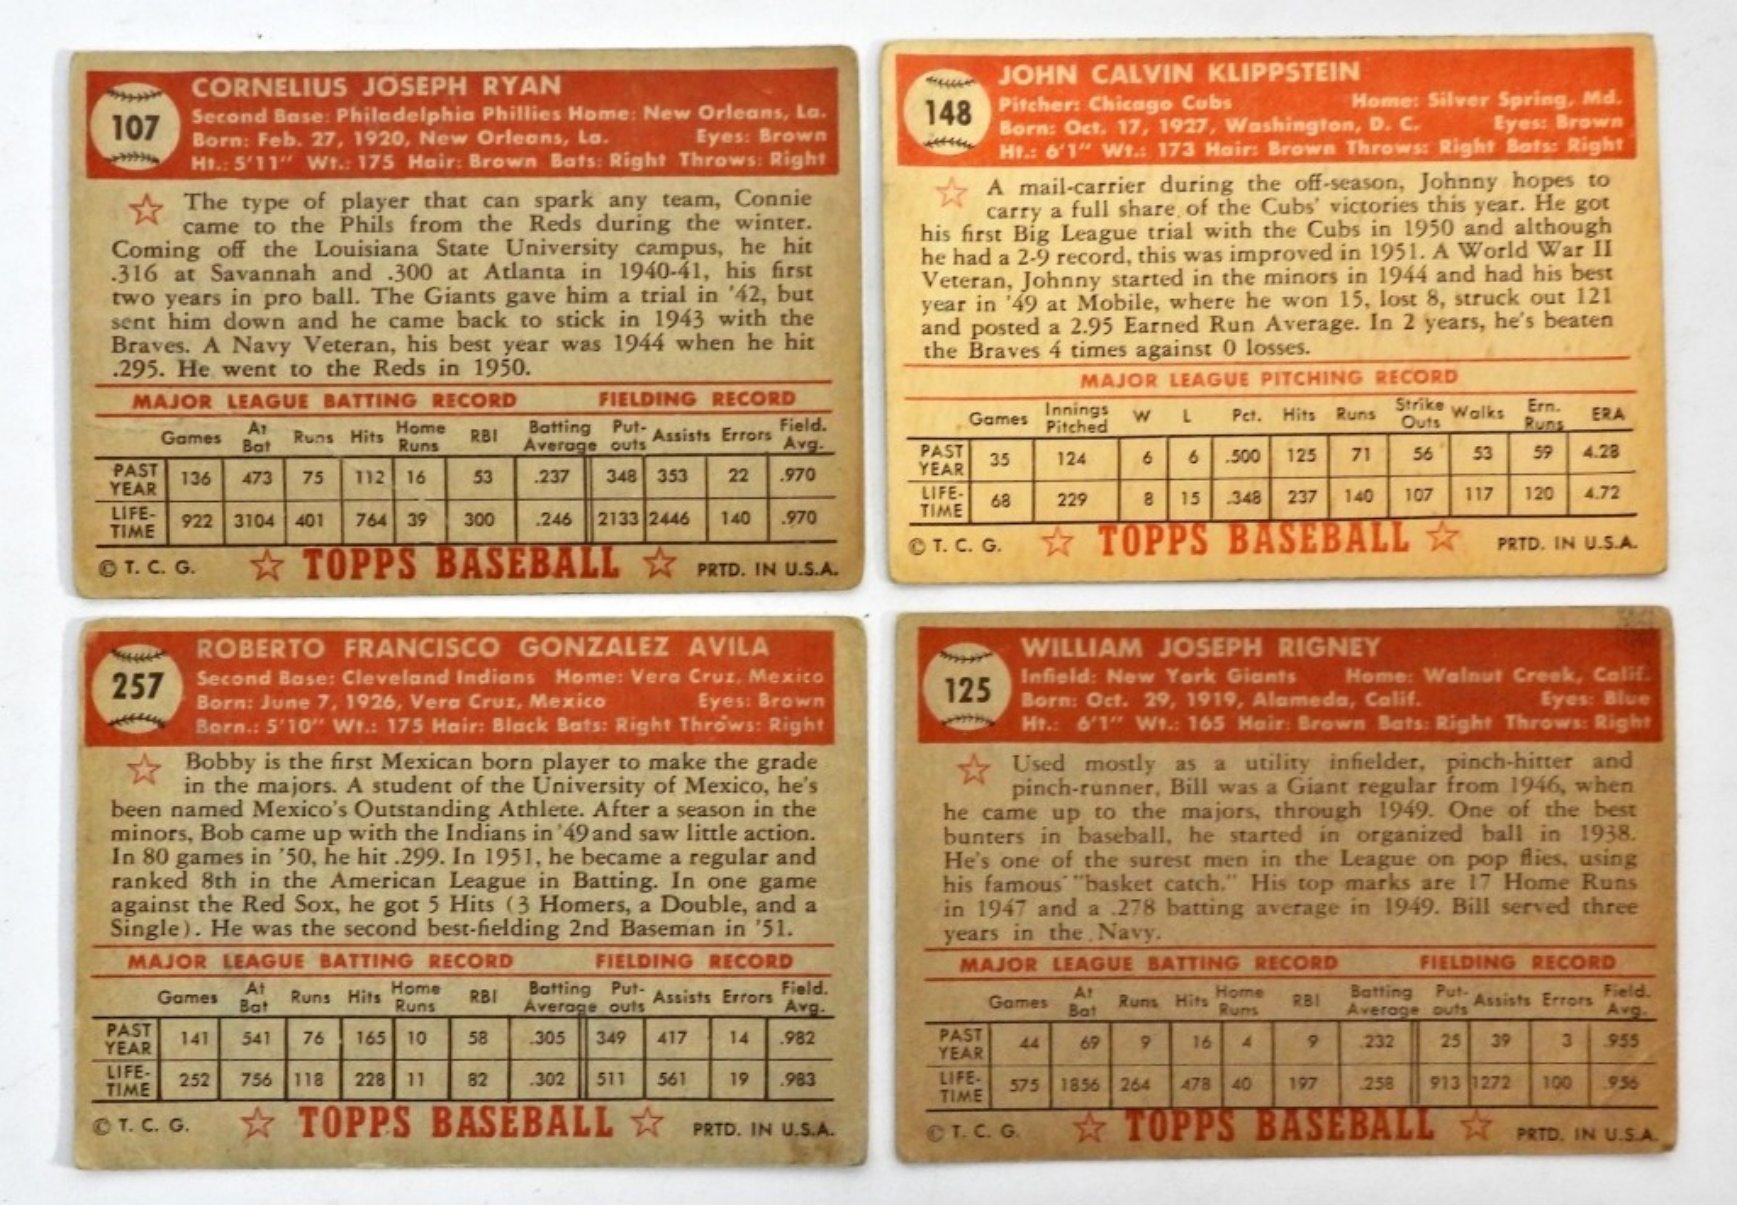 107
CORNELIUS JOSEPH RYAN
Second Base: Philadelphia Phillies Home: New Orleans, La.
Born: Feb. 27, 1920, New Orleans, La. Eyes: Brown
Ht.: 5'11" Wt.: 175 Hair: Brown Bats: Right Throws: Right
The type of player that can spark any team, Connie
came to the Phils from the Reds during the winter.
Coming off the Louisiana State University campus, he hit
.316 at Savannah and .300 at Atlanta in 1940-41, his first
two years in pro ball. The Giants gave him a trial in '42, but
sent him down and he came back to stick in 1943 with the
Braves. A Navy Veteran, his best year was 1944 when he hit
.295. He went to the Reds in 1950.
MAJOR LEAGUE BATTING RECORD FIELDING RECORD
Games At Bat Runs Hits Home Runs RBI Batting Average Put-outs Assists Errors Field. Avg.
PAST YEAR 136 473 75 112 16 53 .237 348 353 22 .970
LIFE-TIME 922 3104 401 764 39 300 .246 2133 2446 140 .970
© T. C. G. TOPPS BASEBALL PRTD. IN U.S.A.
148
JOHN CALVIN KLIPPSTEIN
Pitcher: Chicago Cubs Home: Silver Spring, Md.
Born: Oct. 17, 1927, Washington, D. C. Eyes: Brown
Ht.: 6'1" Wt.: 173 Hair: Brown Throws: Right Bats: Right
A mail-carrier during the off-season, Johnny hopes to
carry a full share of the Cubs' victories this year. He got
his first Big League trial with the Cubs in 1950 and although
he had a 2-9 record, this was improved in 1951. A World War II
Veteran, Johnny started in the minors in 1944 and had his best
year in '49 at Mobile, where he won 15, lost 8, struck out 121
and posted a 2.95 Earned Run Average. In 2 years, he's beaten
the Braves 4 times against 0 losses.
MAJOR LEAGUE PITCHING RECORD
Games Innings Pitched W L Pct. Hits Runs Strike Outs Walks Ern. Runs ERA
PAST YEAR 35 124 6 6 .500 125 71 56 53 59 4.28
LIFE-TIME 68 229 8 15 .348 237 140 107 117 120 4.72
© T. C. G. TOPPS BASEBALL PRTD. IN U.S.A.
257
ROBERTO FRANCISCO GONZALEZ AVILA
Second Base: Cleveland Indians Home: Vera Cruz, Mexico
Born: June 7, 1926, Vera Cruz, Mexico Eyes: Brown
Born.: 5'10" Wt.: 175 Hair: Black Bats: Right Throws: Right
Bobby is the first Mexican born player to make the grade
in the majors. A student of the University of Mexico, he's
been named Mexico's Outstanding Athlete. After a season in the
minors, Bob came up with the Indians in '49 and saw little action.
In 80 games in '50, he hit .299. In 1951, he became a regular and
ranked 8th in the American League in Batting. In one game
against the Red Sox, he got 5 Hits (3 Homers, a Double, and a
Single). He was the second best-fielding 2nd Baseman in '51.
MAJOR LEAGUE BATTING RECORD FIELDING RECORD
Games At Bat Runs Hits Home Runs RBI Batting Average Put-outs Assists Errors Field. Avg.
PAST YEAR 141 541 76 165 10 58 .305 349 417 14 .982
LIFE-TIME 252 756 118 228 11 82 .302 511 561 19 .983
© T. C. G. TOPPS BASEBALL PRTD. IN U.S.A.
125
WILLIAM JOSEPH RIGNEY
Infield: New York Giants Home: Walnut Creek, Calif.
Born: Oct. 29, 1919, Alameda, Calif. Eyes: Blue
Ht.: 6'1" Wt.: 165 Hair: Brown Bats: Right Throws: Right
Used mostly as a utility infielder, pinch-hitter and
pinch-runner, Bill was a Giant regular from 1946, when
he came up to the majors, through 1949. One of the best
bunters in baseball, he started in organized ball in 1938.
He's one of the surest men in the League on pop flies, using
his famous "basket catch." His top marks are 17 Home Runs
in 1947 and a .278 batting average in 1949. Bill served three
years in the Navy.
MAJOR LEAGUE BATTING RECORD FIELDING RECORD
Games At Bat Runs Hits Home Runs RBI Batting Average Put-outs Assists Errors Field. Avg.
PAST YEAR 44 69 9 16 4 9 .232 25 39 3 .955
LIFE-TIME 575 1856 264 478 40 197 .258 913 1272 100 .956
© T. C. G. TOPPS BASEBALL PRTD. IN U.S.A.